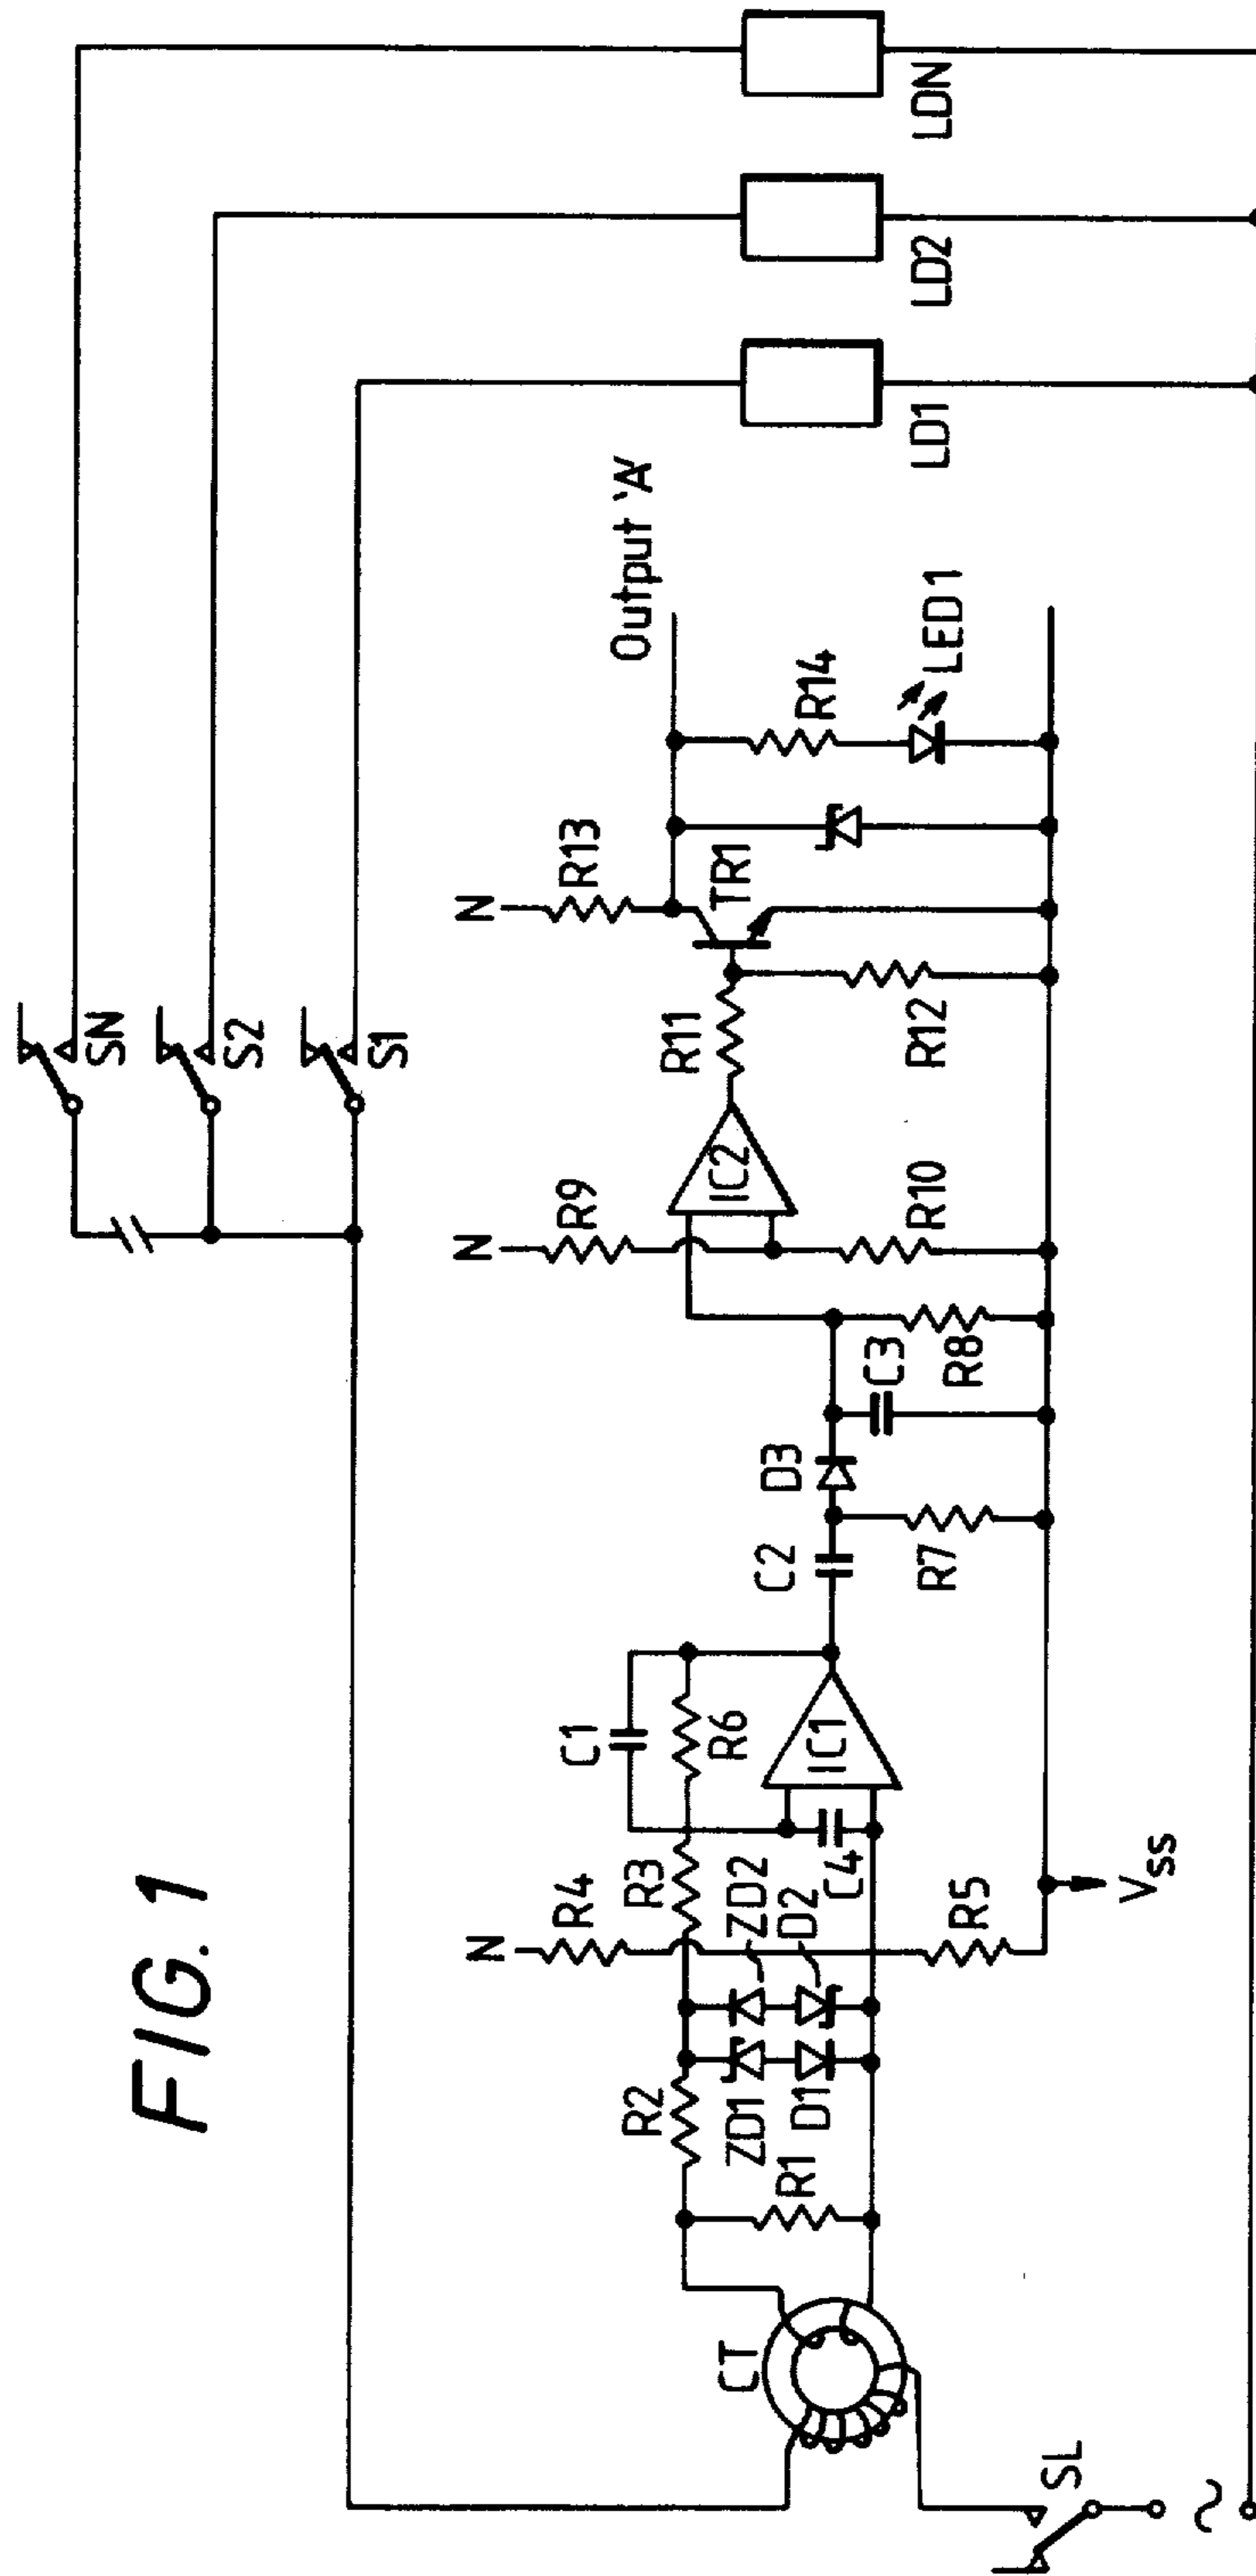 FIG. 1
SN
S2
S1
N
N
N
R13
Output 'A'
R9
R4
C1
R11
TR1
R14
R2
R3
R6
IC2
LED1
CT
ZD1
ZD2
IC1
C2
D3
R1
D1
D2
C4
C3
R10
R12
LD1
LD2
LDN
R5
R7
R8
SL
Vss
~